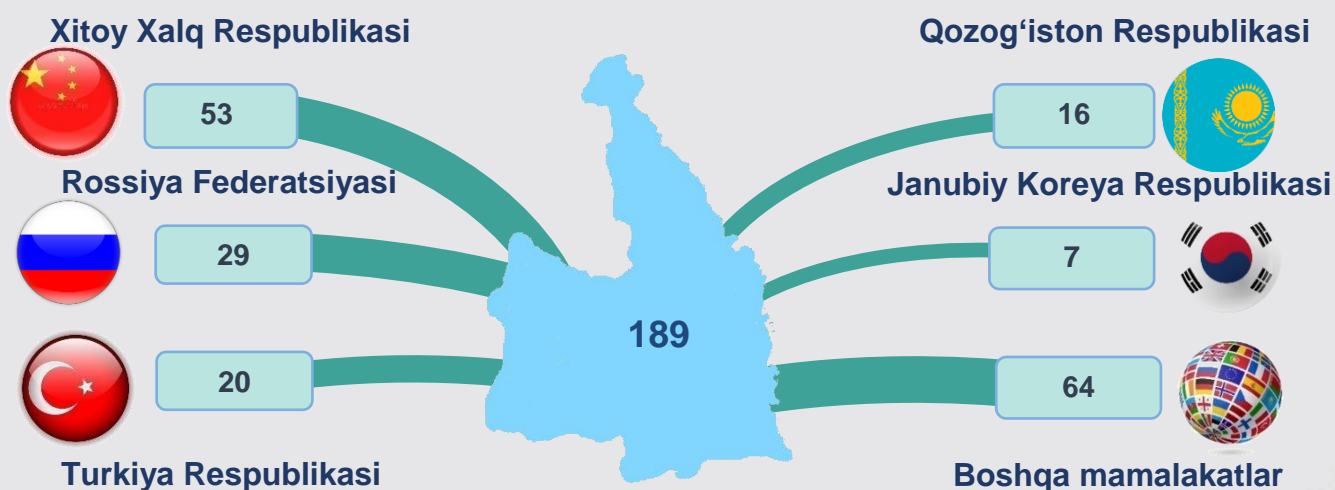 Xitoy Xalq Respublikasi
53
Rossiya Federatsiyasi
29
20
Turkiya Respublikasi
189
Qozog‘iston Respublikasi
16
Janubiy Koreya Respublikasi
7
64
Boshqa mamalakatlar